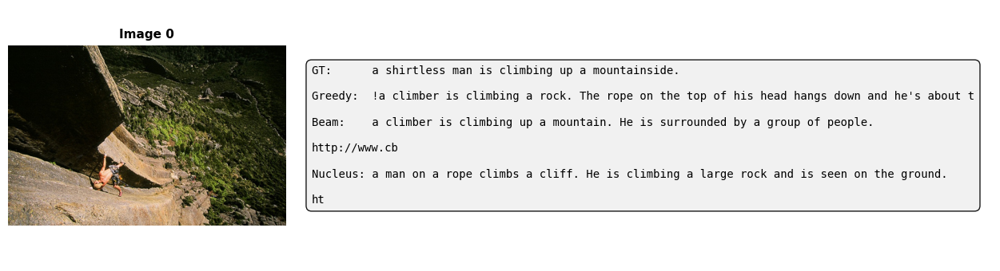 Image 0
GT:      a shirtless man is climbing up a mountainside.
Greedy:  !a climber is climbing a rock. The rope on the top of his head hangs down and he's about t
Beam:    a climber is climbing up a mountain. He is surrounded by a group of people.
http://www.cb
Nucleus: a man on a rope climbs a cliff. He is climbing a large rock and is seen on the ground.
ht